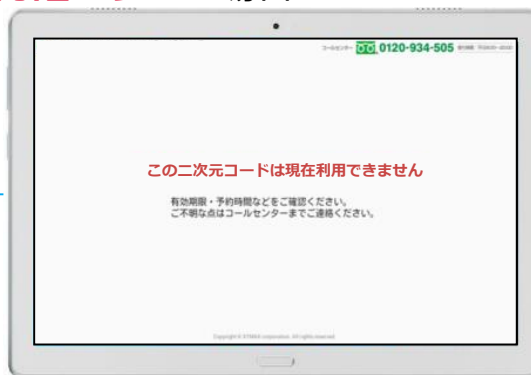 コールセンター 0120-934-505
この二次元コードは現在利用できません
有効期限・予約時間などをご確認ください。
ご不明な点はコールセンターまでご連絡ください。